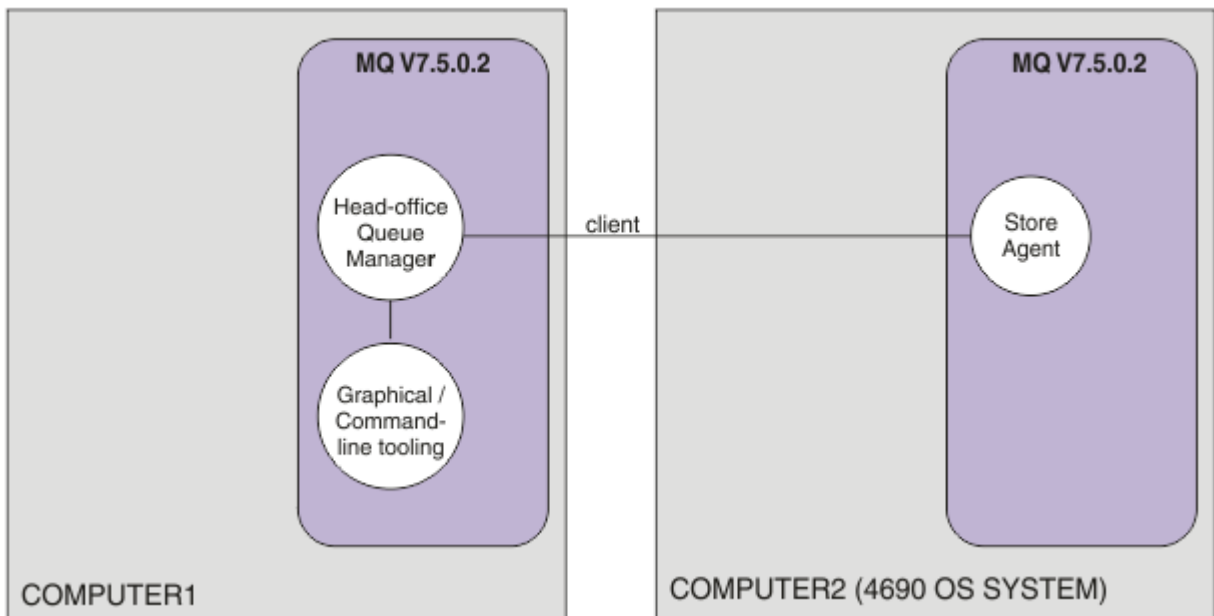 MQ V7.5.0.2
Head-office
Queue
Manager
Graphical /
Command-
line tooling
COMPUTER1
client
MQ V7.5.0.2
Store
Agent
COMPUTER2 (4690 OS SYSTEM)